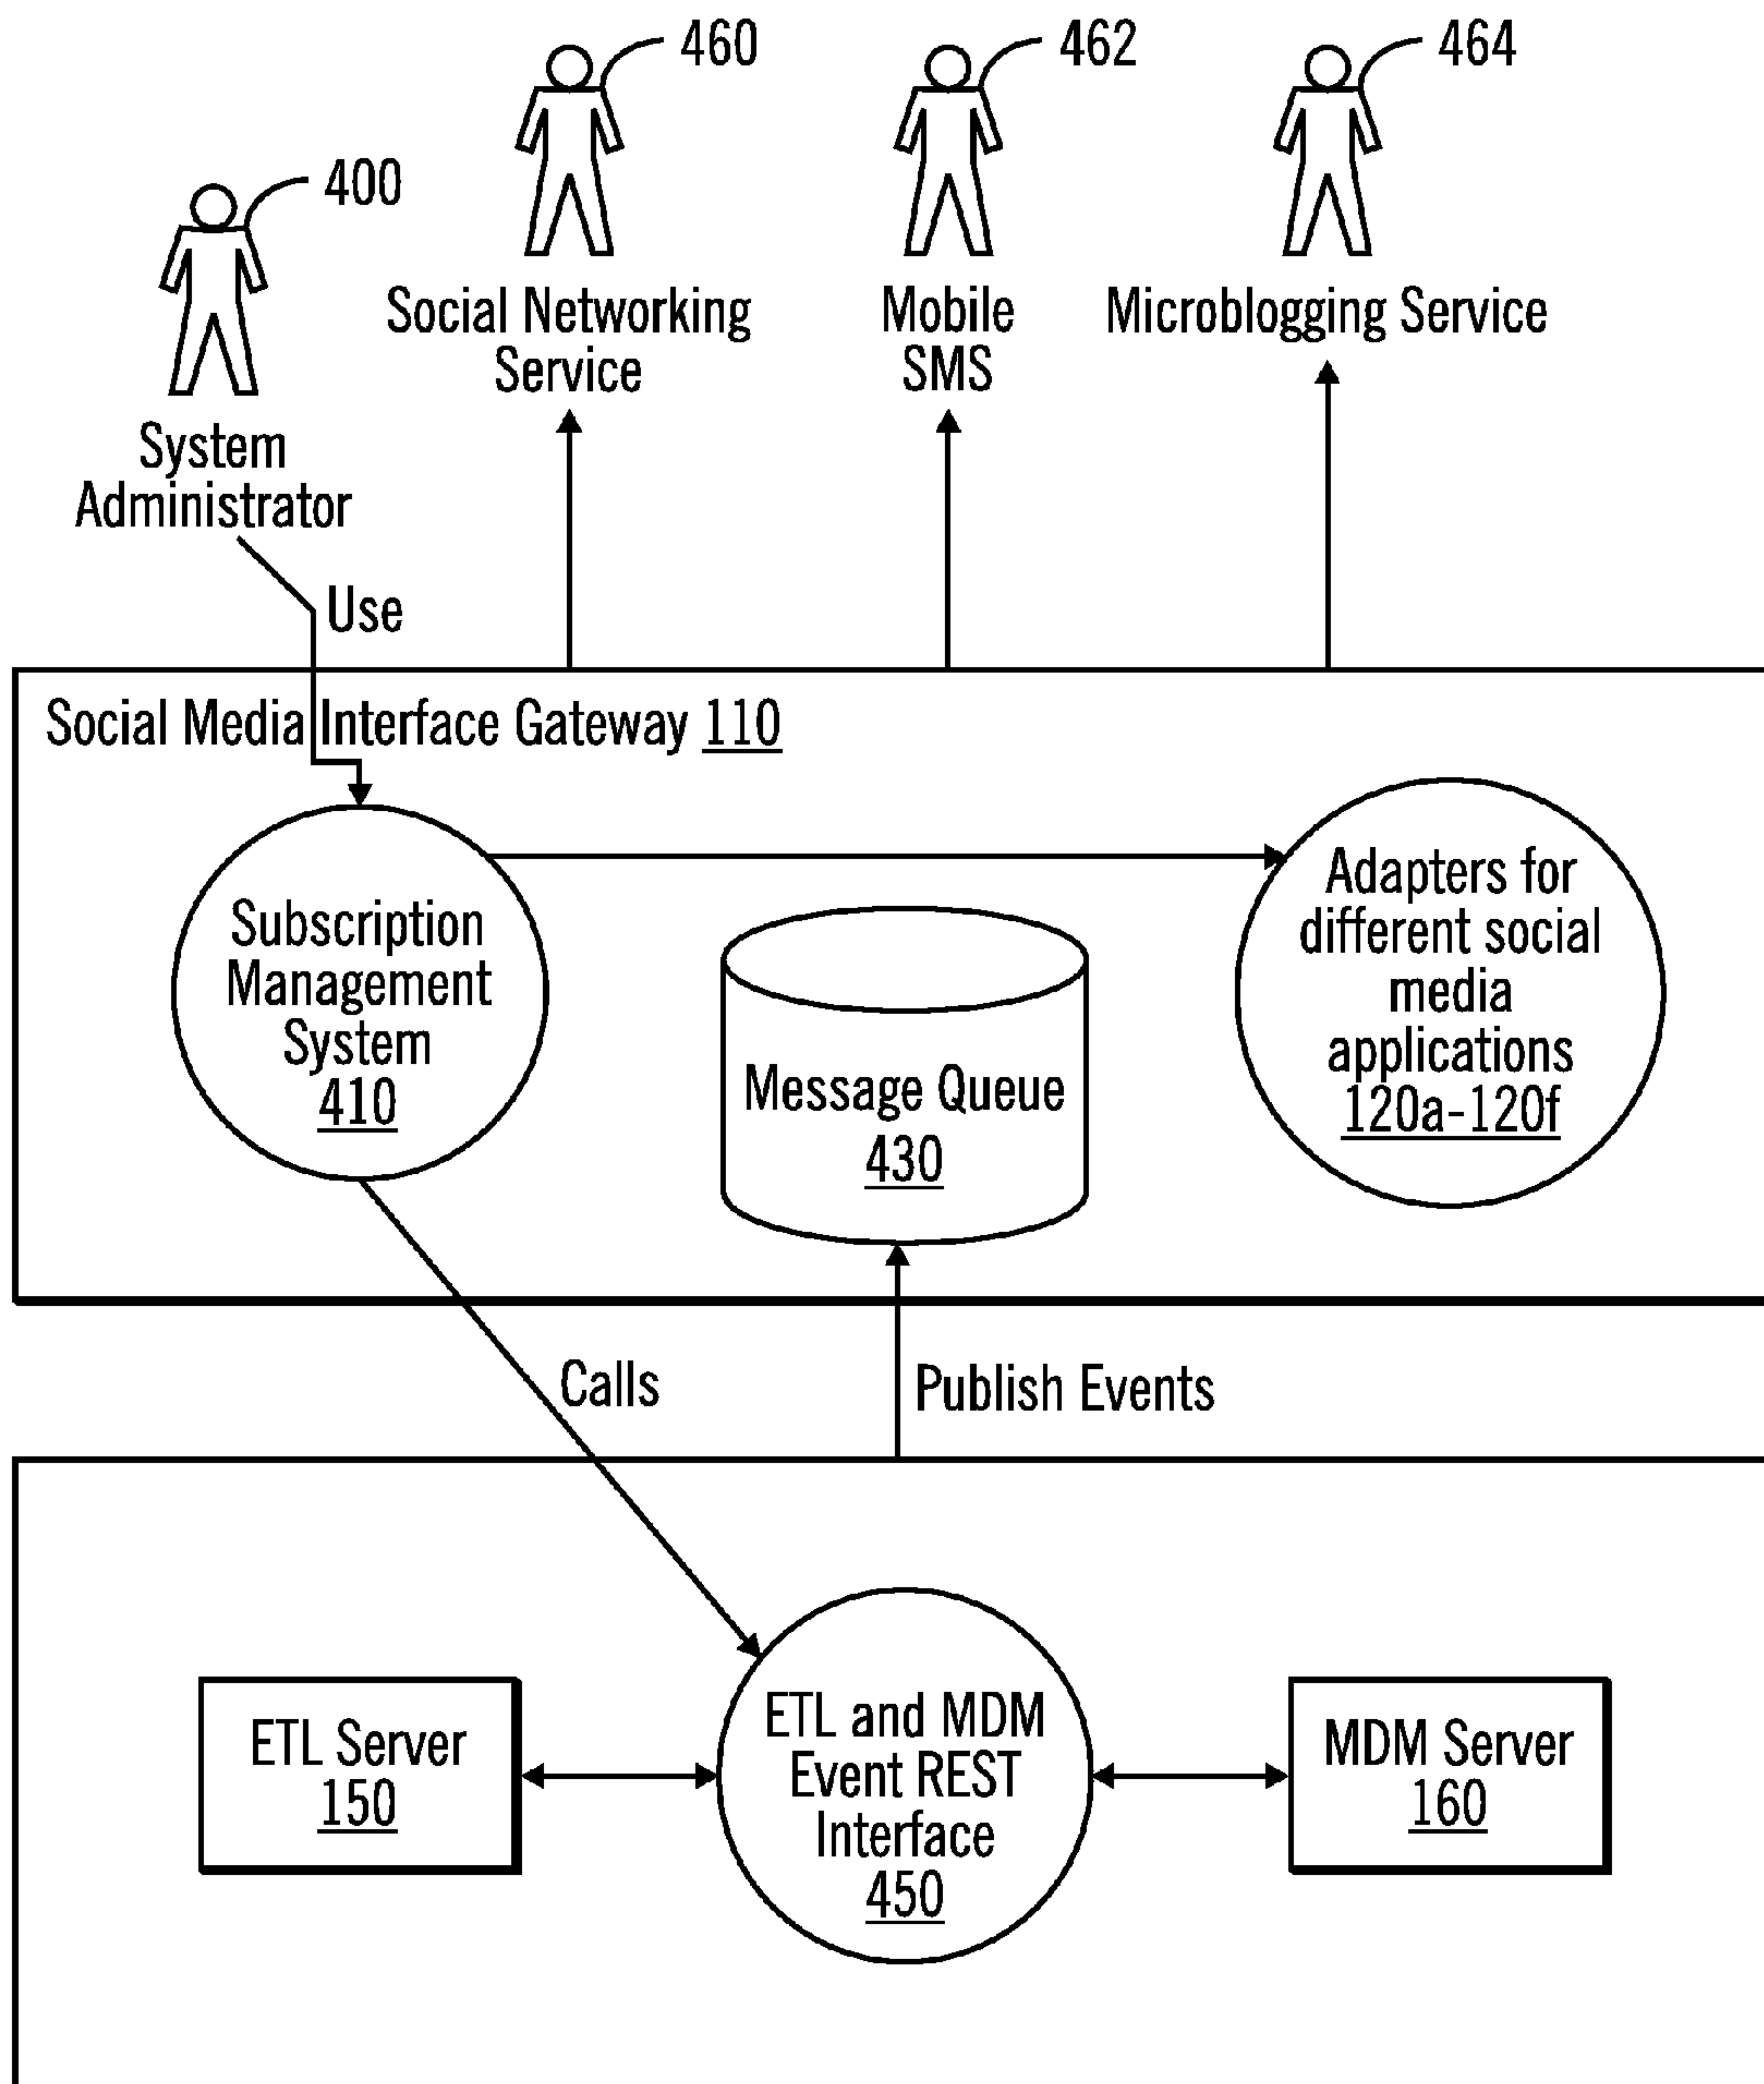 460
462
464
400
Social Networking
Service
Mobile
SMS
Microblogging Service
System
Administrator
Use
Social Media Interface Gateway 110
Subscription
Management
System
410
Message Queue
430
Adapters for
different social
media
applications
120a-120f
Calls
Publish Events
ETL Server
150
ETL and MDM
Event REST
Interface
450
MDM Server
160